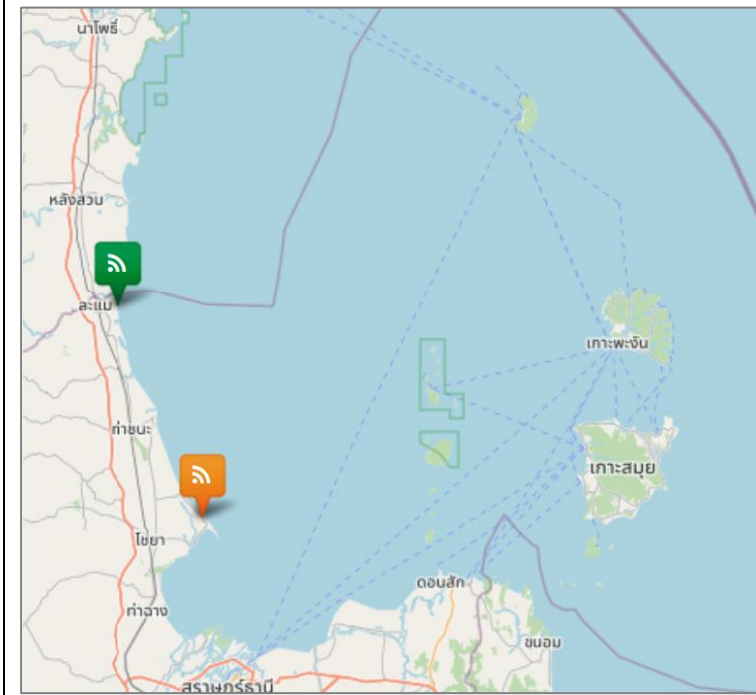 นาโพธิ์
หลังสวน
ละแม
เกาะพะงัน
ท่าชนะ
เกาะสมุย
ไชยา
ดอนสัก
ท่าฉาง
ขนอม
สุราษฎร์ธานี